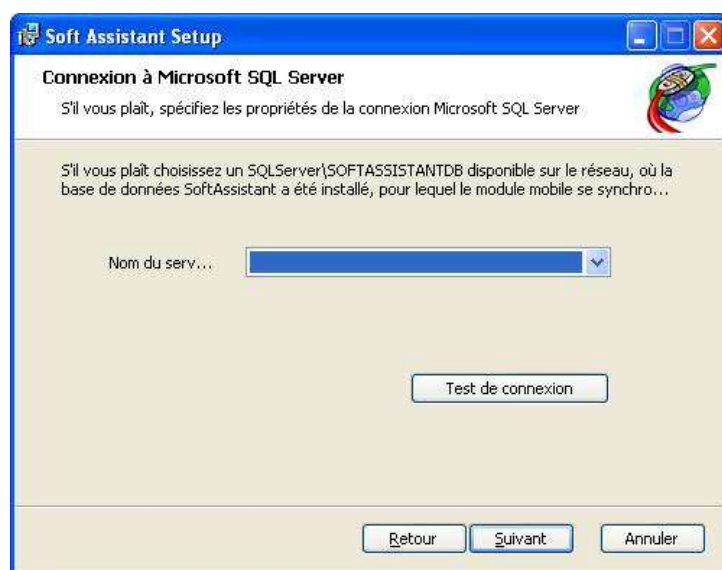 Soft Assistant Setup
Connexion à Microsoft SQL Server
S'il vous plaît, spécifiez les propriétés de la connexion Microsoft SQL Server
S'il vous plaît choisissez un SQLServer\SOFTASSISTANTDB disponible sur le réseau, où la
base de données SoftAssistant a été installé, pour lequel le module mobile se synchro...
Nom du serv...
Test de connexion
Retour Suivant Annuler